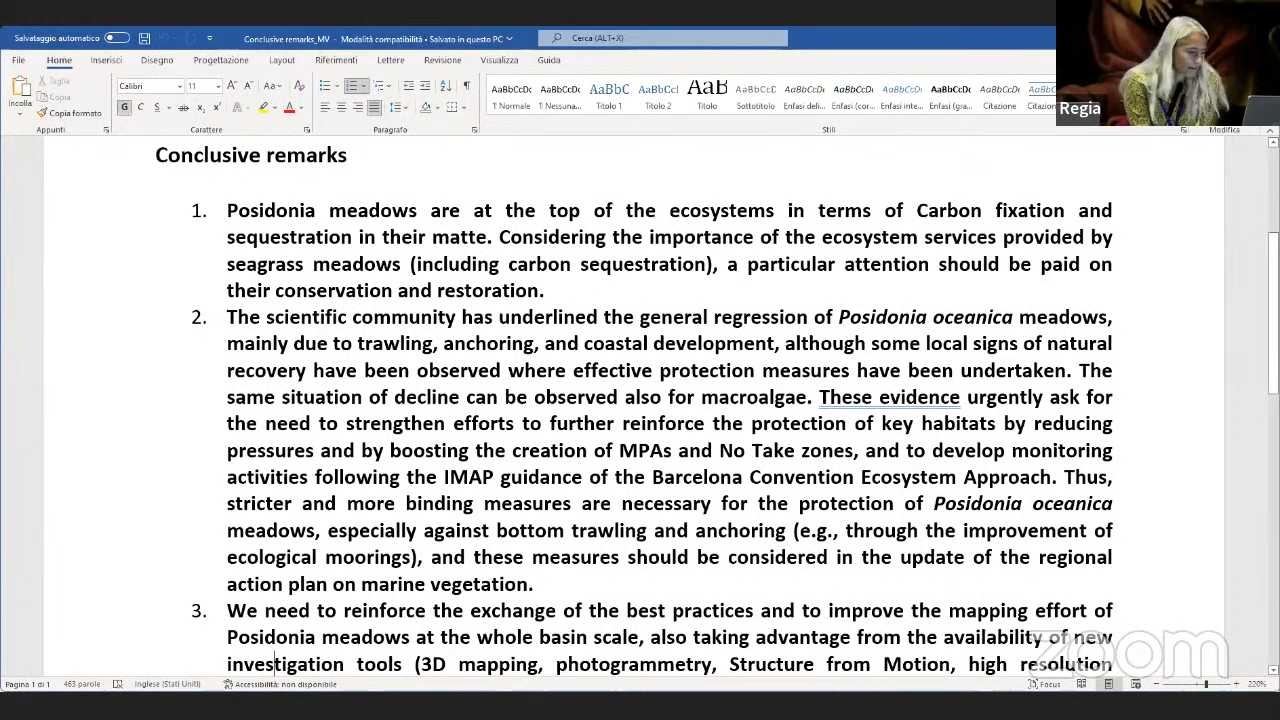 Salvataggio automatico
Conclusive remarks_MV - Modalità compatibilità • Salvato in questo PC
Cerca (ALT+X)
File Home Inserisci Disegno Progettazione Layout Riferimenti Lettere Revisione Visualizza Guida
Incolla
Taglia
Copia
Copia formato
Appunti
Calibri 11
G C S
Carattere
Paragrafo
AaBbCcDc ¶ Normale
AaBbCcDc ¶ Nessuna...
AaBbC Titolo 1
AaBbCcl Titolo 2
AaB Titolo
AaBbCcD Sottotitolo
AaBbCcDc Enfasi deli...
AaBbCcDc Enfasi (cor...
AaBbCcDc Enfasi inte...
AaBbCcDc Enfasi (gra...
AaBbCcDc Citazione
Stili
Modifica
Regia
Conclusive remarks
1. Posidonia meadows are at the top of the ecosystems in terms of Carbon fixation and
sequestration in their matte. Considering the importance of the ecosystem services provided by
seagrass meadows (including carbon sequestration), a particular attention should be paid on
their conservation and restoration.
2. The scientific community has underlined the general regression of Posidonia oceanica meadows,
mainly due to trawling, anchoring, and coastal development, although some local signs of natural
recovery have been observed where effective protection measures have been undertaken. The
same situation of decline can be observed also for macroalgae. These evidence urgently ask for
the need to strengthen efforts to further reinforce the protection of key habitats by reducing
pressures and by boosting the creation of MPAs and No Take zones, and to develop monitoring
activities following the IMAP guidance of the Barcelona Convention Ecosystem Approach. Thus,
stricter and more binding measures are necessary for the protection of Posidonia oceanica
meadows, especially against bottom trawling and anchoring (e.g., through the improvement of
ecological moorings), and these measures should be considered in the update of the regional
action plan on marine vegetation.
3. We need to reinforce the exchange of the best practices and to improve the mapping effort of
Posidonia meadows at the whole basin scale, also taking advantage from the availability of new
investigation tools (3D mapping, photogrammetry, Structure from Motion, high resolution
zoom
Pagina 1 di 1 463 parole Inglese (Stati Uniti) Accessibilità: non disponibile Focus 220%